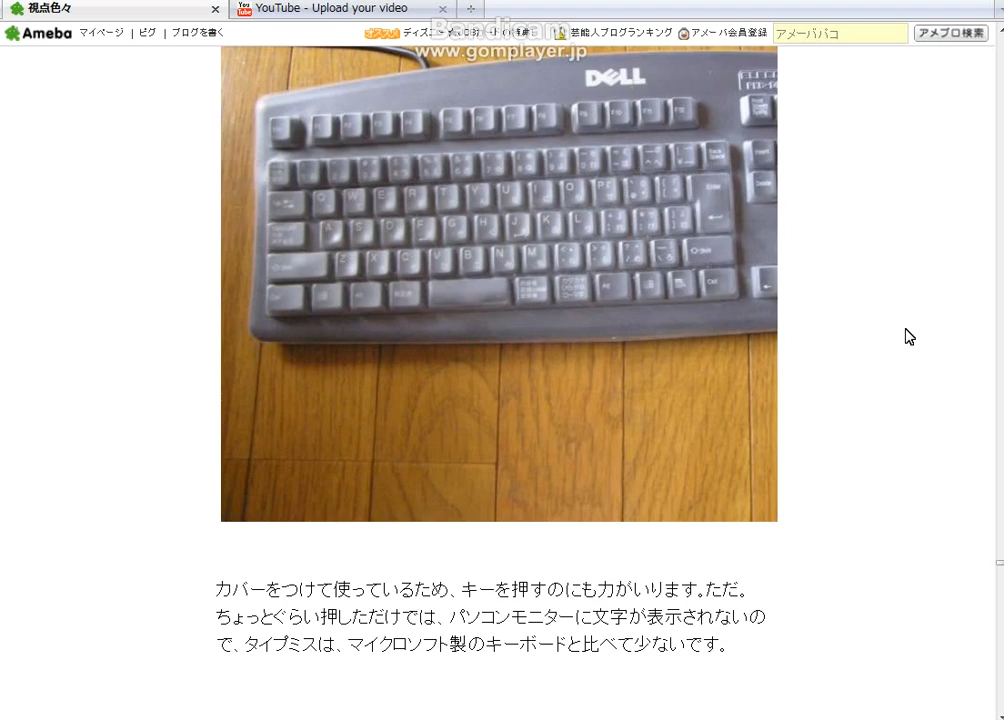 視点色々
YouTube - Upload your video
Ameba マイページ | ピグ | ブログを書く
オススメ
芸能人ブログランキング
アメーバ会員登録
アメーバパコ
アメブロ検索
Bandicam
www.gomplayer.jp
DELL
Q W E R T Y U I O P
Enter
A S D F G H J K L
Z X C V B N M
カバーをつけて使っているため、キーを押すのにも力がいります。ただ。
ちょっとぐらい押しただけでは、パソコンモニターに文字が表示されないの
で、タイプミスは、マイクロソフト製のキーボードと比べて少ないです。